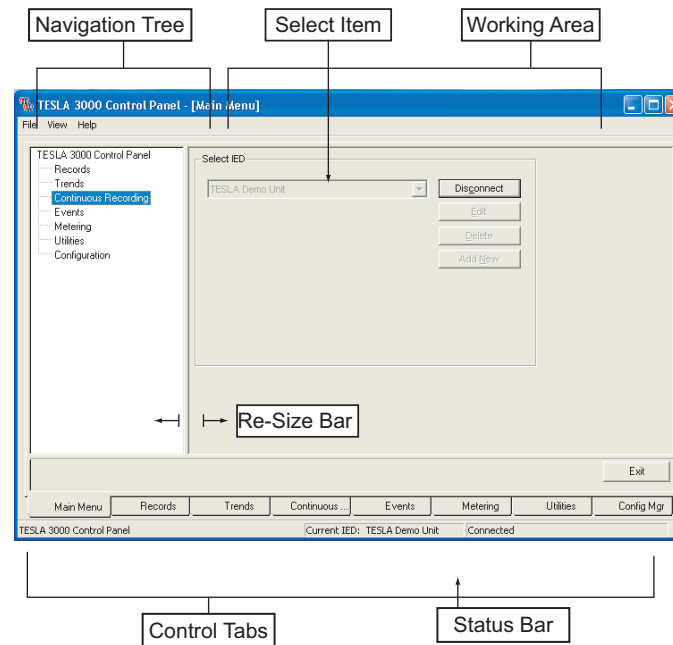 Navigation Tree
Select Item
Working Area
TESLA 3000 Control Panel - [Main Menu]
File View Help
TESLA 3000 Control Panel
Records
Trends
Continuous Recording
Events
Metering
Utilities
Configuration
Select IED
TESLA Demo Unit
Disconnect
Edit
Delete
Add New
Re-Size Bar
Exit
Main Menu
Records
Trends
Continuous ...
Events
Metering
Utilities
Config Mgr
TESLA 3000 Control Panel
Current IED: TESLA Demo Unit
Connected
Control Tabs
Status Bar